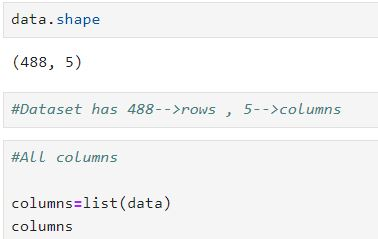 data.shape
(488, 5)
#Dataset has 488-->rows , 5-->columns
#All columns
columns=list(data)
columns